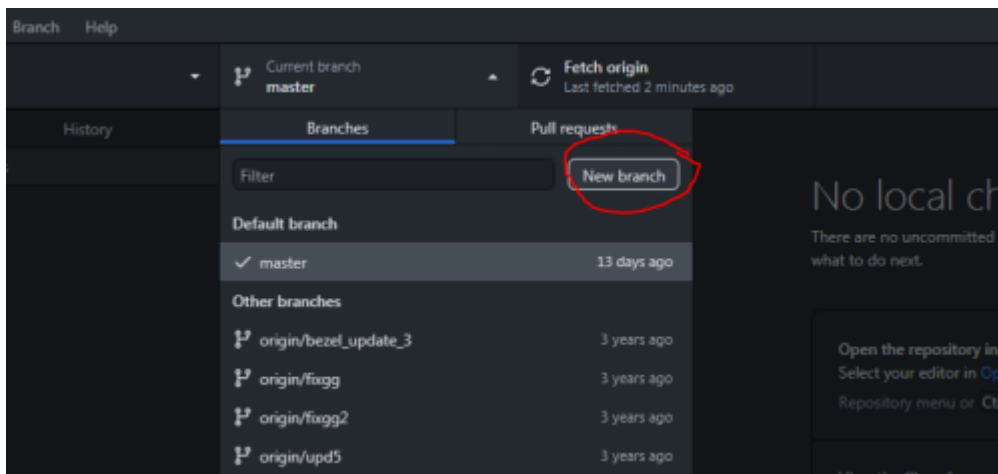 Branch Help
Current branch
master
Fetch origin
Last fetched 2 minutes ago
History
Branches
Pull requests
Filter
New branch
No local ch
There are no uncommitted
what to do next.
Default branch
master 13 days ago
Other branches
origin/bezel_update_3 3 years ago
origin/fixgg 3 years ago
origin/fixgg2 3 years ago
origin/upd5 3 years ago
Open the repository in
Select your editor in Op
Repository menu or Ct